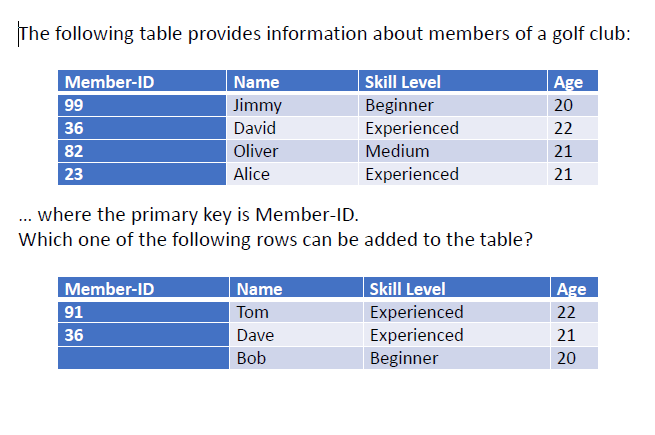 The following table provides information about members of a golf club:
Member-ID Name Skill Level Age
99 Jimmy Beginner 20
36 David Experienced 22
82 Oliver Medium 21
23 Alice Experienced 21
... where the primary key is Member-ID.
Which one of the following rows can be added to the table?
Member-ID Name Skill Level Age
91 Tom Experienced 22
36 Dave Experienced 21
Bob Beginner 20